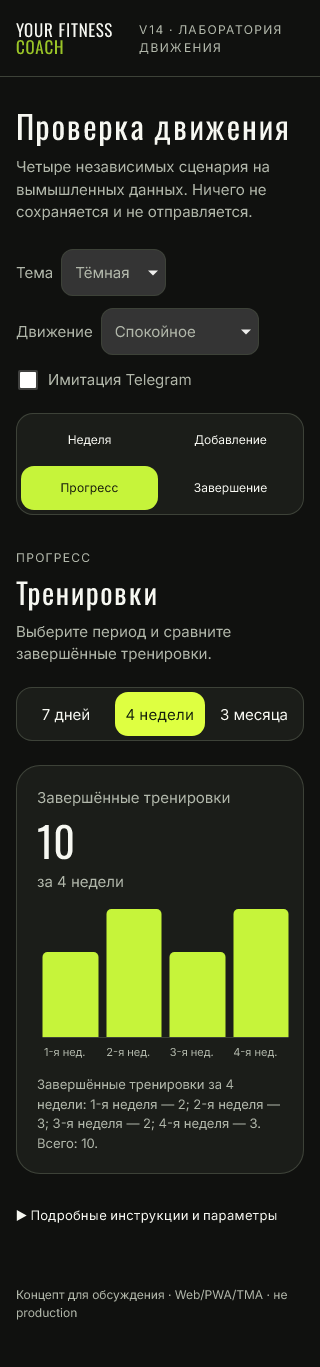 YOUR FITNESS
COACH
V14 · ЛАБОРАТОРИЯ
ДВИЖЕНИЯ
Проверка движения
Четыре независимых сценария на
вымышленных данных. Ничего не
сохраняется и не отправляется.
Тема
Тёмная
Движение
Спокойное
Имитация Telegram
Неделя
Добавление
Прогресс
Завершение
ПРОГРЕСС
Тренировки
Выберите период и сравните
завершённые тренировки.
7 дней
4 недели
3 месяца
Завершённые тренировки
10
за 4 недели
1-я нед.
2-я нед.
3-я нед.
4-я нед.
Завершённые тренировки за 4
недели: 1-я неделя — 2; 2-я неделя —
3; 3-я неделя — 2; 4-я неделя — 3.
Всего: 10.
Подробные инструкции и параметры
Концепт для обсуждения · Web/PWA/TMA · не
production